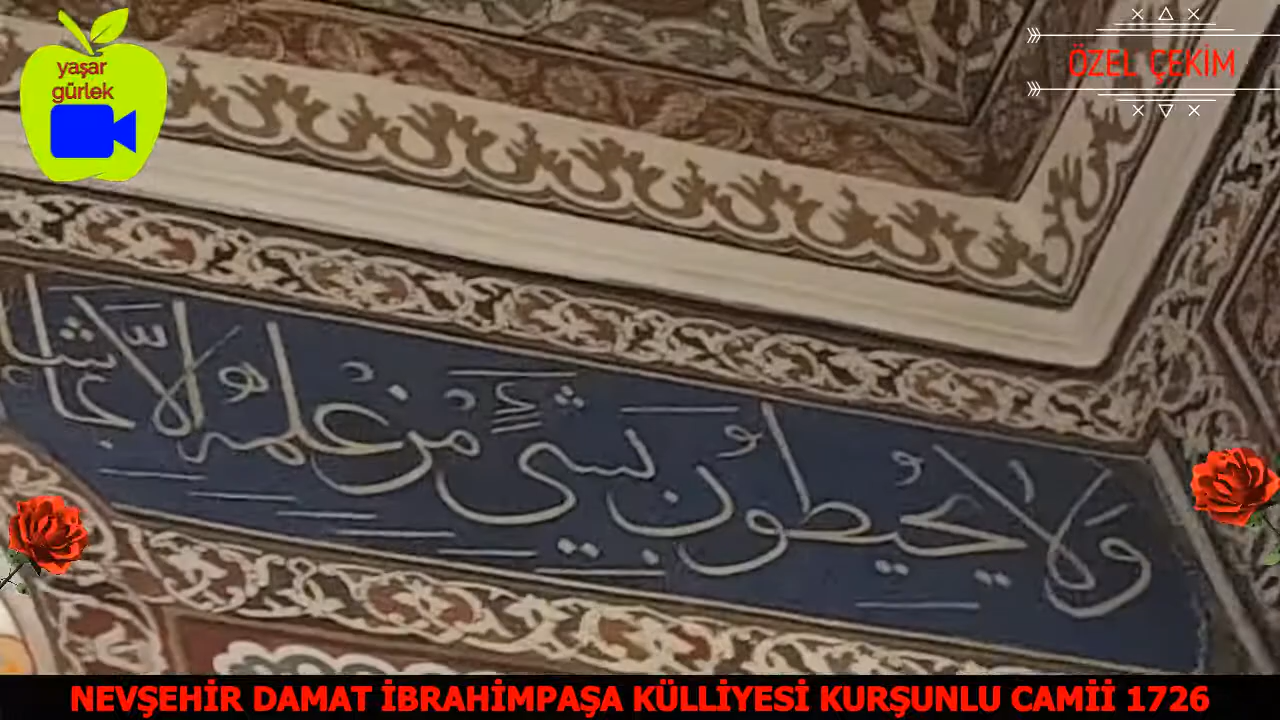 yaşar
gürlek
ÖZEL ÇEKİM
ولا يحيطون بشيء من علمه إلا بما شا
NEVŞEHİR DAMAT İBRAHİMPAŞA KÜLLİYESİ KURŞUNLU CAMİİ 1726